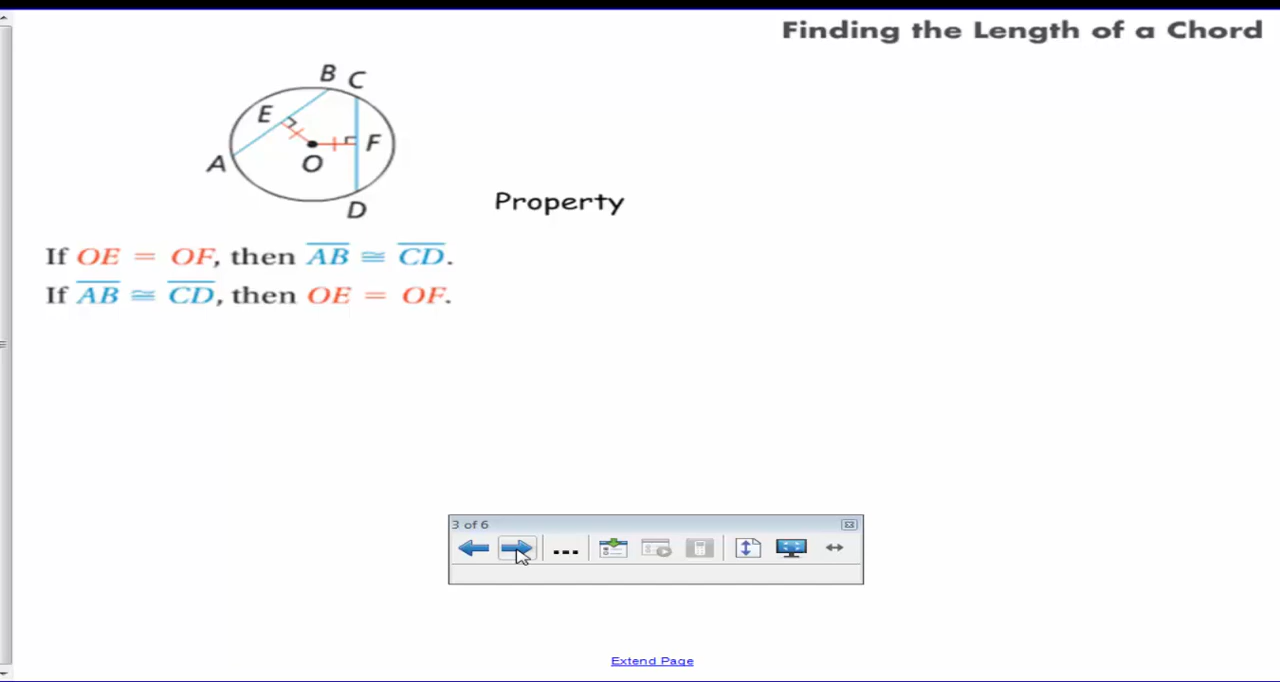 Finding the Length of a Chord
B C
E
F
A
O
D
Property
If OE = OF, then AB ≅ CD.
If AB ≅ CD, then OE = OF.
3 of 6
Extend Page